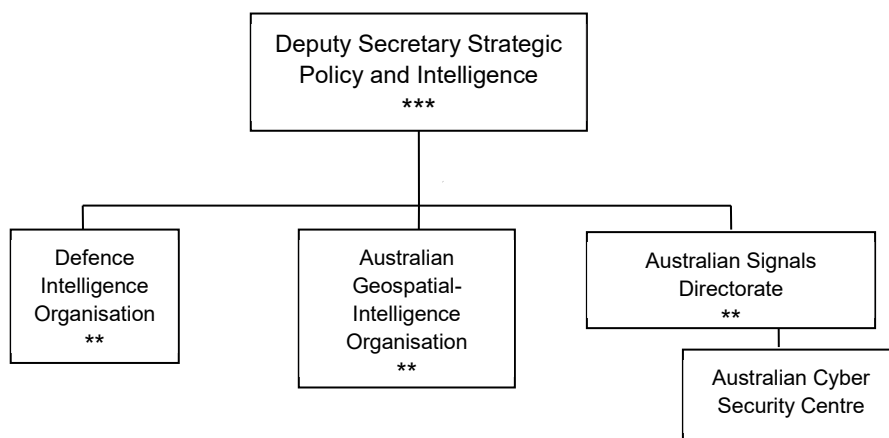 Deputy Secretary Strategic
Policy and Intelligence
***
Defence
Intelligence
Organisation
**
Australian
Geospatial-
Intelligence
Organisation
**
Australian Signals
Directorate
**
Australian Cyber
Security Centre